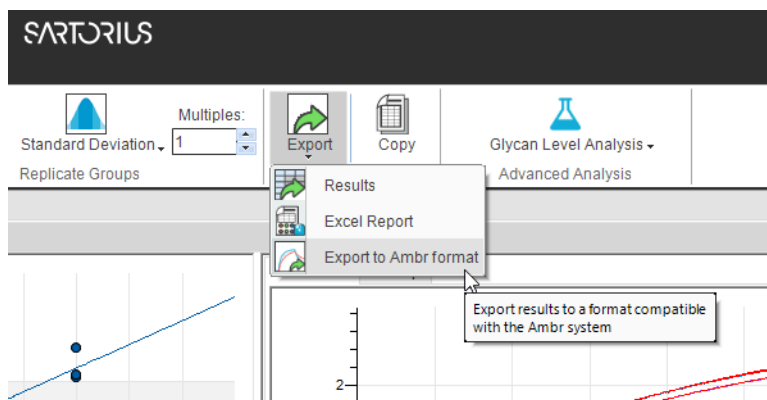 SARTORIUS
Multiples:
Standard Deviation
1
Export
Copy
Glycan Level Analysis
Replicate Groups
Advanced Analysis
Results
Excel Report
Export to Ambr format
Export results to a format compatible
with the Ambr system
2